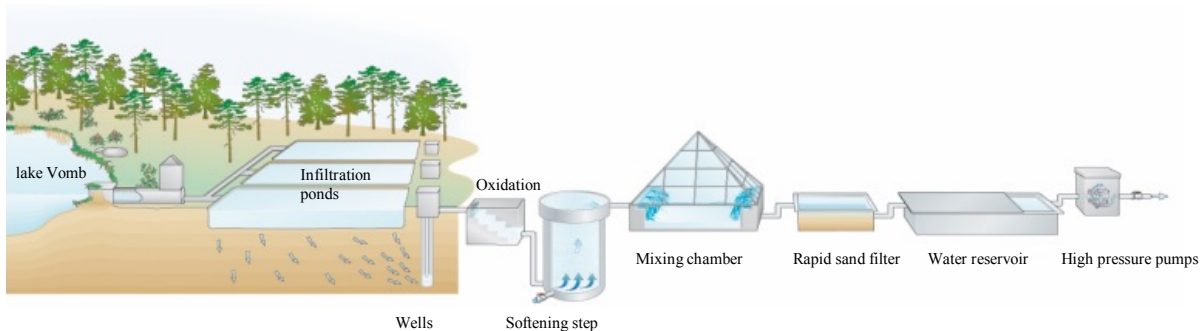 lake Vomb
Infiltration
ponds
Oxidation
Mixing chamber
Rapid sand filter
Water reservoir
High pressure pumps
Wells
Softening step